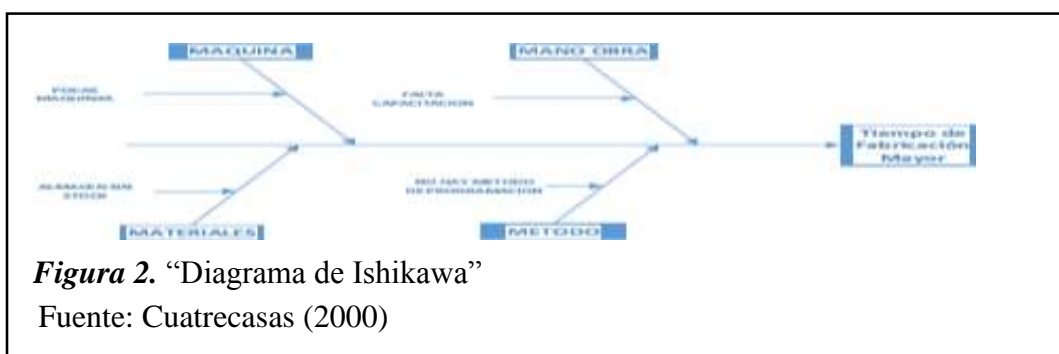 MAQUINA
MANO OBRA
POCAS
MAQUINAS
FALTA
CAPACITACION
Tiempo de
Fabricación
Mayor
ALMACEN SIN
STOCK
NO HAY METODO
DE PROGRAMACION
MATERIALES
METODO
Figura 2. “Diagrama de Ishikawa”
Fuente: Cuatrecasas (2000)